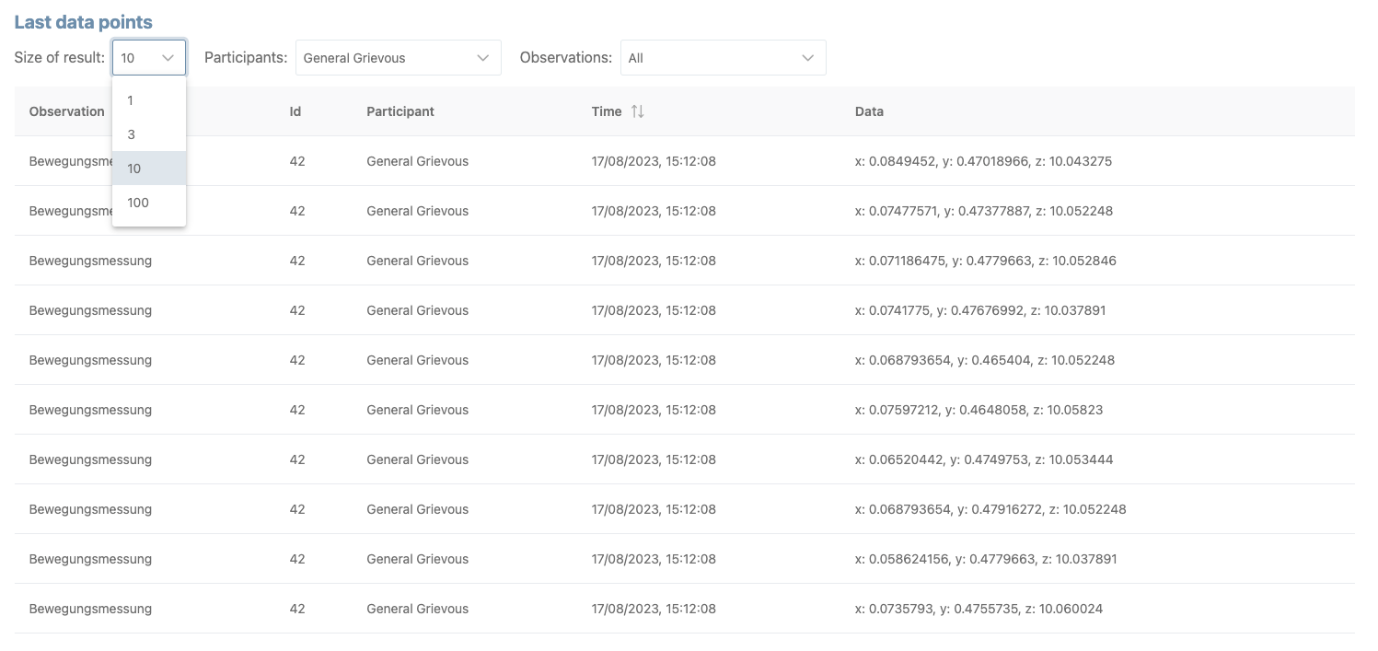 Last data points
Size of result: 10 Participants: General Grievous Observations: All
1
3
10
100
Observation Id Participant Time Data
Bewegungsme 42 General Grievous 17/08/2023, 15:12:08 x: 0.0849452, y: 0.47018966, z: 10.043275
Bewegungsme 42 General Grievous 17/08/2023, 15:12:08 x: 0.07477571, y: 0.47377887, z: 10.052248
Bewegungsmessung 42 General Grievous 17/08/2023, 15:12:08 x: 0.071186475, y: 0.4779663, z: 10.052846
Bewegungsmessung 42 General Grievous 17/08/2023, 15:12:08 x: 0.0741775, y: 0.47676992, z: 10.037891
Bewegungsmessung 42 General Grievous 17/08/2023, 15:12:08 x: 0.068793654, y: 0.465404, z: 10.052248
Bewegungsmessung 42 General Grievous 17/08/2023, 15:12:08 x: 0.07597212, y: 0.4648058, z: 10.05823
Bewegungsmessung 42 General Grievous 17/08/2023, 15:12:08 x: 0.06520442, y: 0.4749753, z: 10.053444
Bewegungsmessung 42 General Grievous 17/08/2023, 15:12:08 x: 0.068793654, y: 0.47916272, z: 10.052248
Bewegungsmessung 42 General Grievous 17/08/2023, 15:12:08 x: 0.058624156, y: 0.4779663, z: 10.037891
Bewegungsmessung 42 General Grievous 17/08/2023, 15:12:08 x: 0.0735793, y: 0.4755735, z: 10.060024